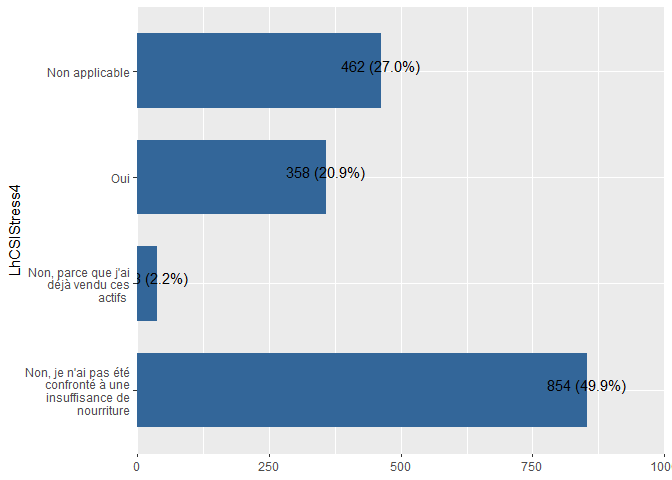 LhCSIStress4
Non applicable
462 (27.0%)
Oui
358 (20.9%)
Non, parce que j'ai
déjà vendu ces
actifs
(2.2%)
Non, je n'ai pas été
confronté à une
insuffisance de
nourriture
854 (49.9%)
0
250
500
750